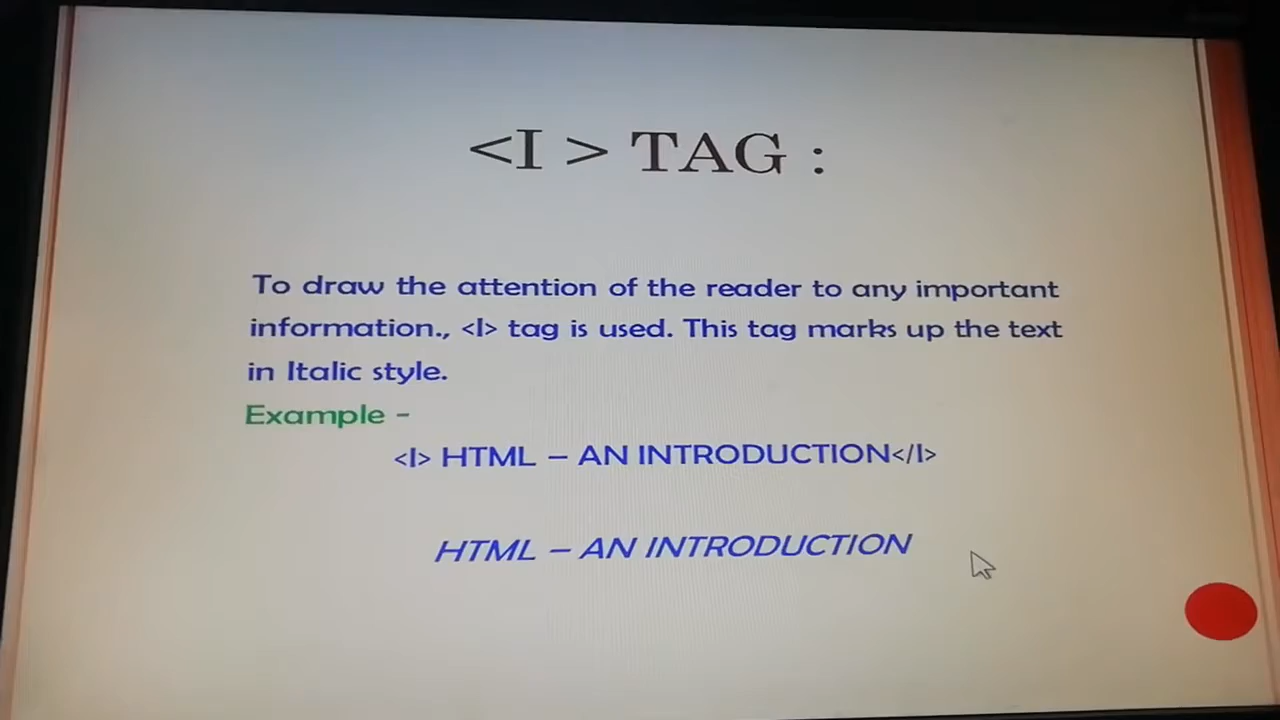 <I > TAG :
To draw the attention of the reader to any important
information., <I> tag is used. This tag marks up the text
in Italic style.
Example -
<I> HTML – AN INTRODUCTION</I>
HTML – AN INTRODUCTION